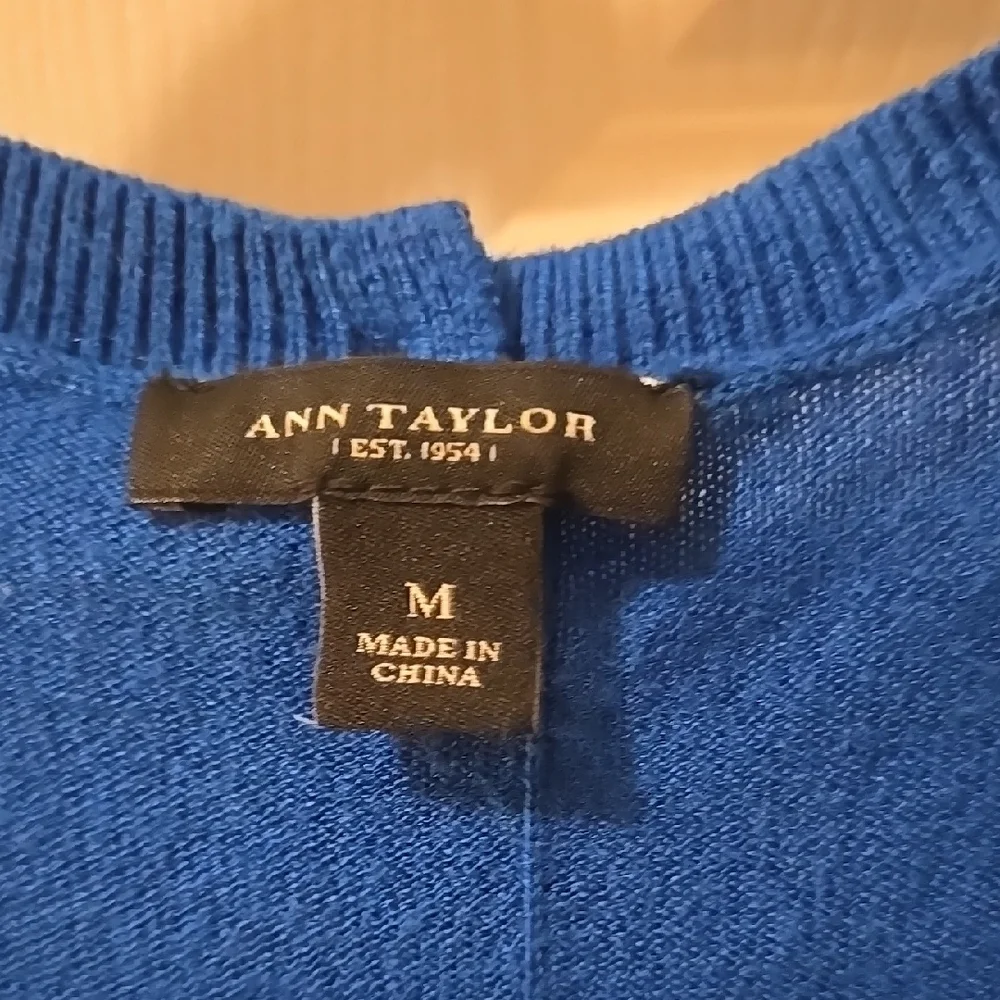 ANN TAYLOR
EST. 1954
M
MADE IN
CHINA